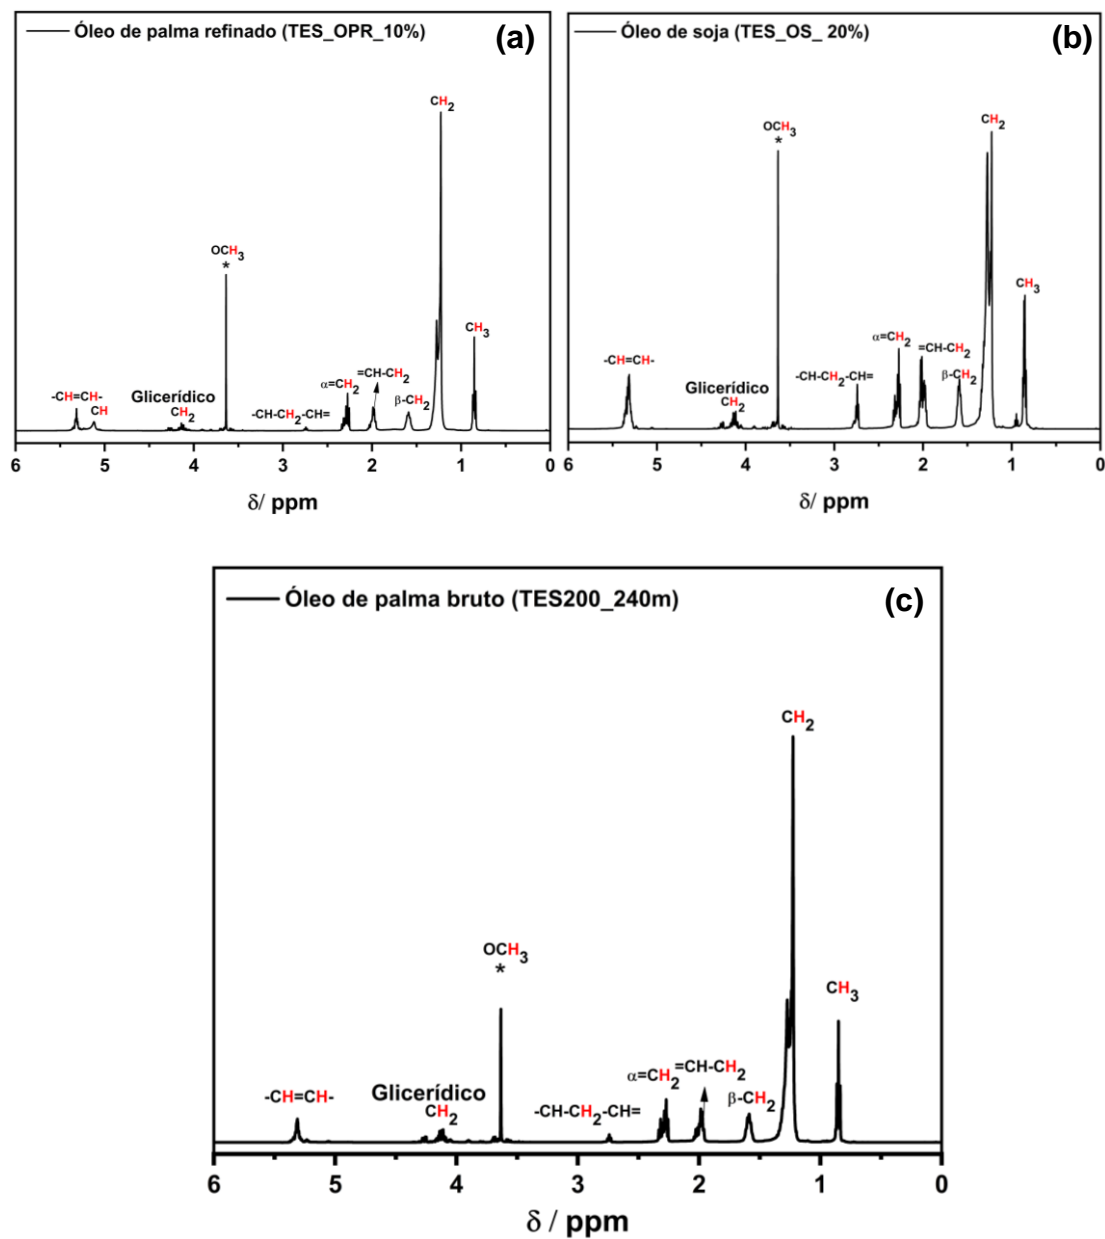 Óleo de palma refinado (TES_OPR_10%)
(a)
CH2
OCH3
*
CH3
-CH=CH-
CH
Glicerídico
CH2
-CH-CH2-CH=
α=CH2
=CH-CH2
β-CH2
6 5 4 3 2 1 0
δ/ ppm
Óleo de soja (TES_OS_ 20%)
(b)
CH2
OCH3
*
CH3
-CH=CH-
Glicerídico
CH2
-CH-CH2-CH=
α=CH2
=CH-CH2
β-CH2
6 5 4 3 2 1 0
δ/ ppm
Óleo de palma bruto (TES200_240m)
(c)
CH2
OCH3
*
CH3
-CH=CH-
Glicerídico
CH2
-CH-CH2-CH=
α=CH2
=CH-CH2
β-CH2
6 5 4 3 2 1 0
δ / ppm